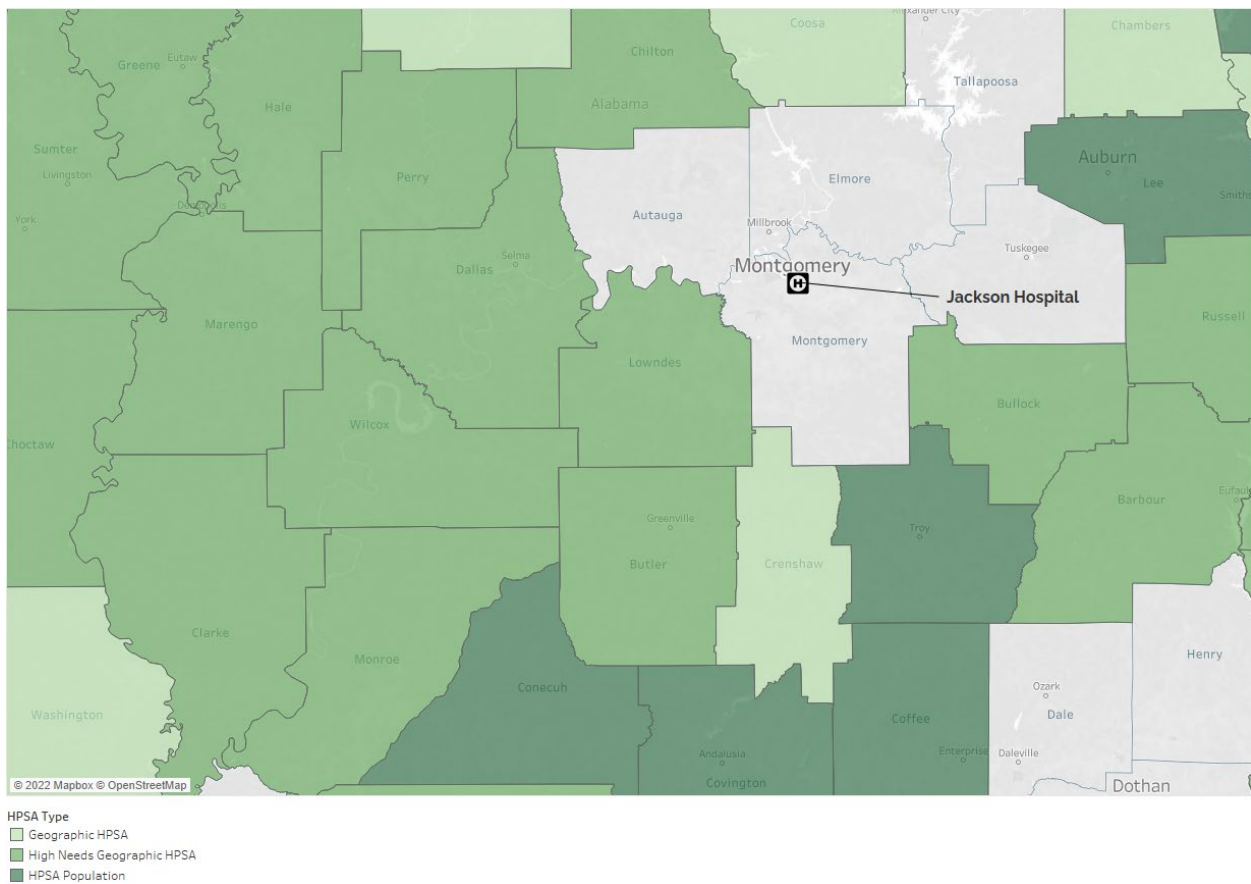 Alexander City
Coosa
Chambers
Eutaw
Greene
Chilton
Tallapoosa
Hale
Alabama
Sumter
Auburn
Livingston
Perry
Elmore
Lee
Autauga
Demopolis
York
Millbrook
Tuskegee
Selma
Dallas
Montgomery
H
Jackson Hospital
Marengo
Russell
Montgomery
Lowndes
Bullock
Wilcox
Choctaw
Barbour
Greenville
Troy
Butler
Crenshaw
Clarke
Monroe
Henry
Conecuh
Ozark
Washington
Dale
Coffee
Andalusia
Enterprise
Daleville
Covington
Dothan
© 2022 Mapbox © OpenStreetMap
HPSA Type
Geographic HPSA
High Needs Geographic HPSA
HPSA Population